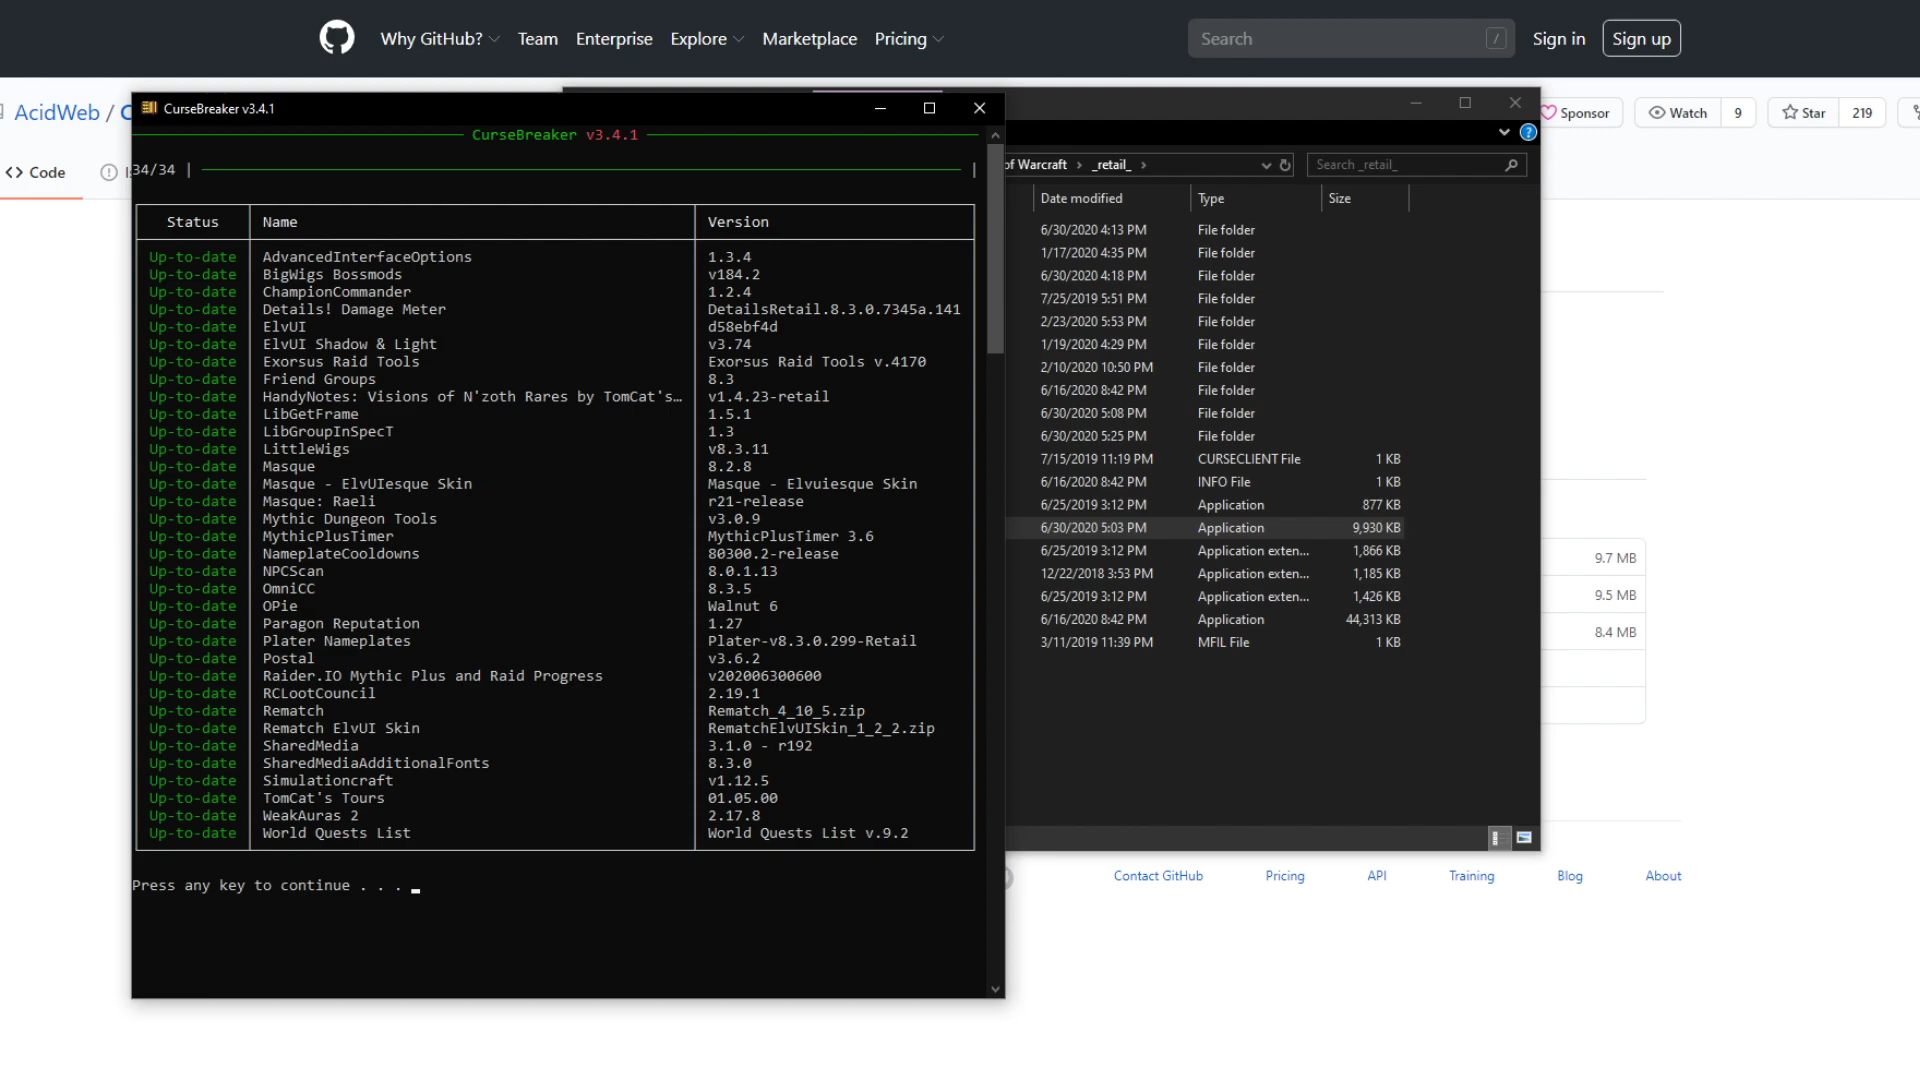 Why GitHub? Team Enterprise Explore Marketplace Pricing Search / Sign in Sign up
AcidWeb /
Sponsor Watch 9 Star 219
Code
CurseBreaker v3.4.1
CurseBreaker v3.4.1
34/34 | |
Status Name Version
Up-to-date AdvancedInterfaceOptions 1.3.4
Up-to-date BigWigs Bossmods v184.2
Up-to-date ChampionCommander 1.2.4
Up-to-date Details! Damage Meter DetailsRetail.8.3.0.7345a.141
Up-to-date ElvUI d58ebf4d
Up-to-date ElvUI Shadow & Light v3.74
Up-to-date Exorsus Raid Tools Exorsus Raid Tools v.4170
Up-to-date Friend Groups 8.3
Up-to-date HandyNotes: Visions of N'zoth Rares by TomCat's… v1.4.23-retail
Up-to-date LibGetFrame 1.5.1
Up-to-date LibGroupInSpecT 1.3
Up-to-date LittleWigs v8.3.11
Up-to-date Masque 8.2.8
Up-to-date Masque - ElvUIesque Skin Masque - Elvuiesque Skin
Up-to-date Masque: Raeli r21-release
Up-to-date Mythic Dungeon Tools v3.0.9
Up-to-date MythicPlusTimer MythicPlusTimer 3.6
Up-to-date NameplateCooldowns 80300.2-release
Up-to-date NPCScan 8.0.1.13
Up-to-date OmniCC 8.3.5
Up-to-date OPie Walnut 6
Up-to-date Paragon Reputation 1.27
Up-to-date Plater Nameplates Plater-v8.3.0.299-Retail
Up-to-date Postal v3.6.2
Up-to-date Raider.IO Mythic Plus and Raid Progress v202006300600
Up-to-date RCLootCouncil 2.19.1
Up-to-date Rematch Rematch_4_10_5.zip
Up-to-date Rematch ElvUI Skin RematchElvUISkin_1_2_2.zip
Up-to-date SharedMedia 3.1.0 - r192
Up-to-date SharedMediaAdditionalFonts 8.3.0
Up-to-date Simulationcraft v1.12.5
Up-to-date TomCat's Tours 01.05.00
Up-to-date WeakAuras 2 2.17.8
Up-to-date World Quests List World Quests List v.9.2
Press any key to continue . . .
of Warcraft > _retail_ > Search _retail_
Date modified Type Size
6/30/2020 4:13 PM File folder
1/17/2020 4:35 PM File folder
6/30/2020 4:18 PM File folder
7/25/2019 5:51 PM File folder
2/23/2020 5:53 PM File folder
1/19/2020 4:29 PM File folder
2/10/2020 10:50 PM File folder
6/16/2020 8:42 PM File folder
6/30/2020 5:08 PM File folder
6/30/2020 5:25 PM File folder
7/15/2019 11:19 PM CURSECLIENT File 1 KB
6/16/2020 8:42 PM INFO File 1 KB
6/25/2019 3:12 PM Application 877 KB
6/30/2020 5:03 PM Application 9,930 KB
6/25/2019 3:12 PM Application exten... 1,866 KB
12/22/2018 3:53 PM Application exten... 1,185 KB
6/25/2019 3:12 PM Application exten... 1,426 KB
6/16/2020 8:42 PM Application 44,313 KB
3/11/2019 11:39 PM MFIL File 1 KB
9.7 MB
9.5 MB
8.4 MB
Contact GitHub Pricing API Training Blog About